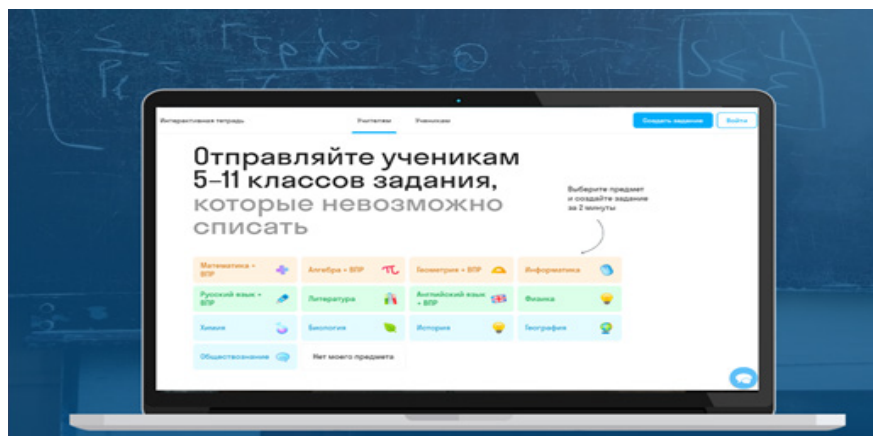 Интерактивная тетрадь
Учителям
Ученикам
Создать задание
Войти
Отправляйте ученикам
5–11 классов задания,
которые невозможно
списать
Выберите предмет
и создайте задание
за 2 минуты
Математика +
ВПР
Алгебра + ВПР
Геометрия + ВПР
Информатика
Русский язык +
ВПР
Литература
Английский язык
+ ВПР
Физика
Химия
Биология
История
География
Обществознание
Нет моего предмета